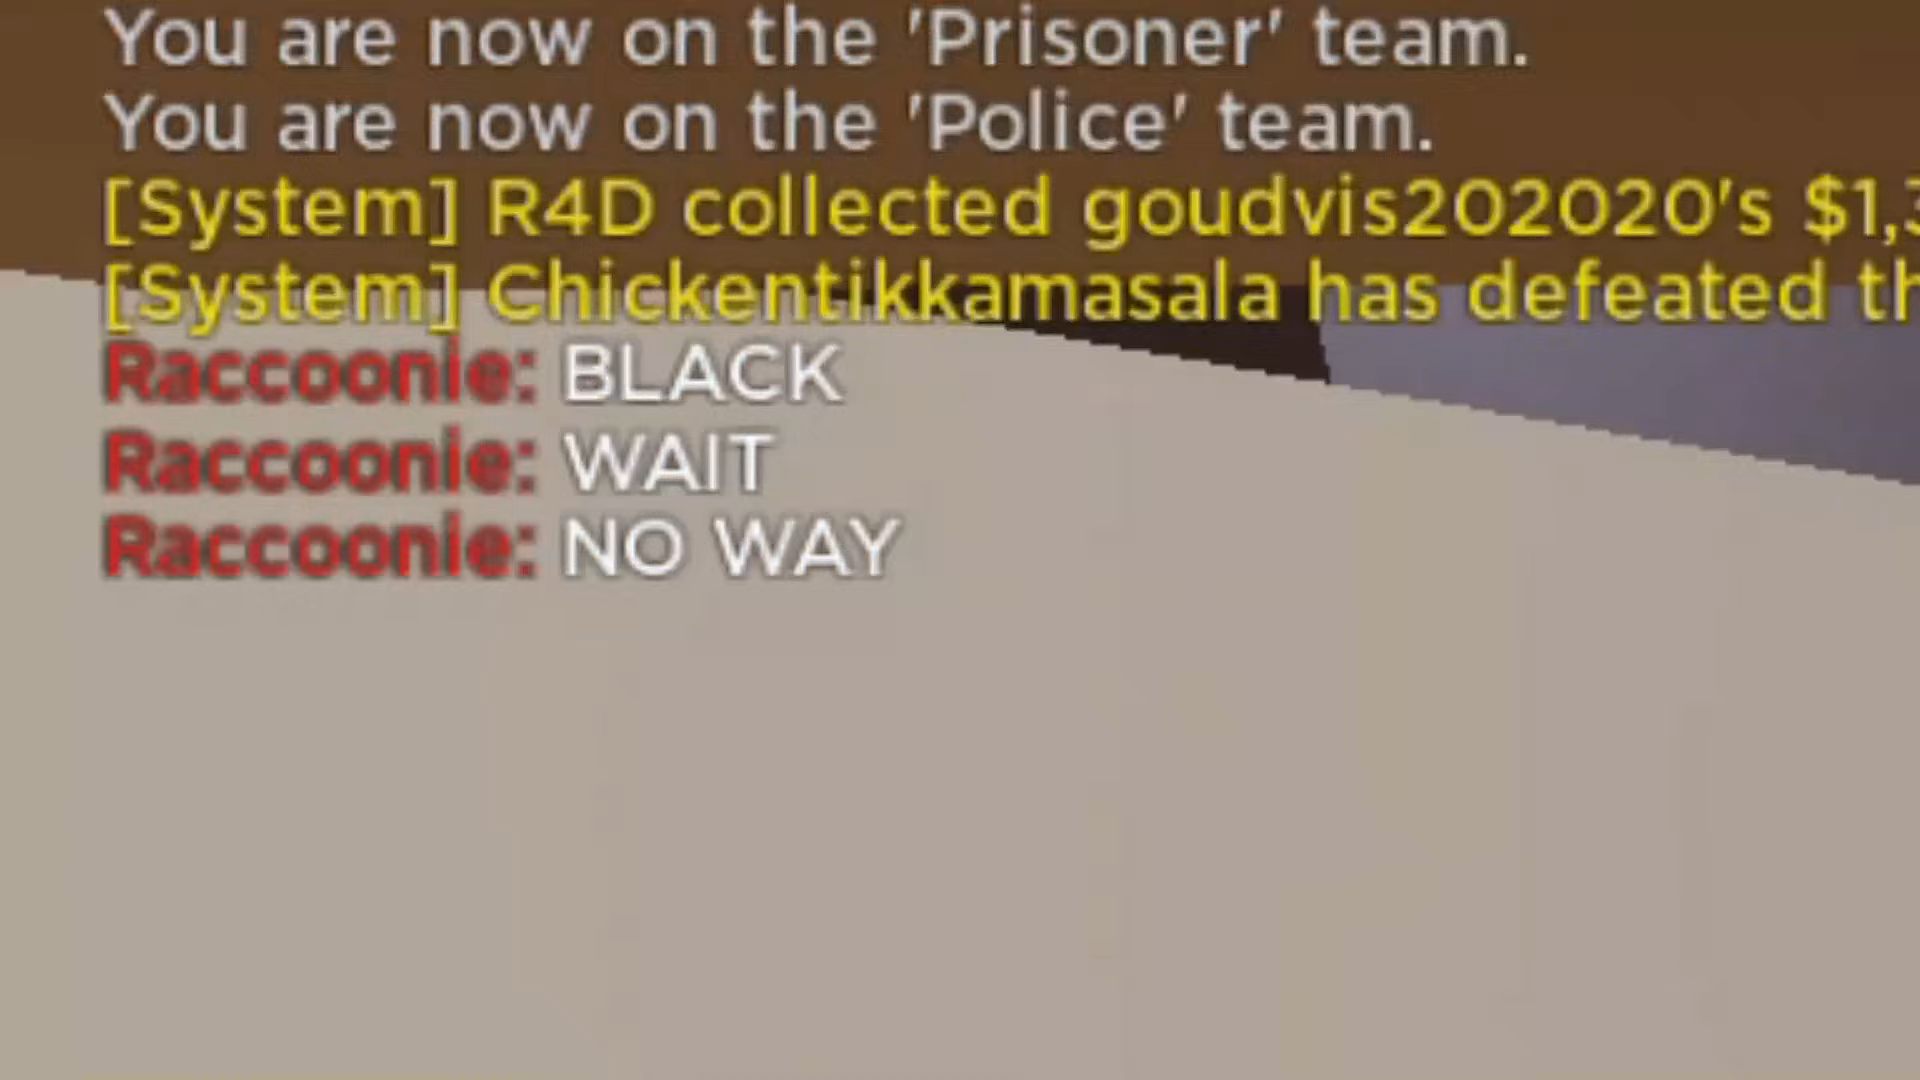 You are now on the 'Prisoner' team.
You are now on the 'Police' team.
[System] R4D collected goudvis202020's $1,3
[System] Chickentikkamasala has defeated th
Raccoonie: BLACK
Raccoonie: WAIT
Raccoonie: NO WAY